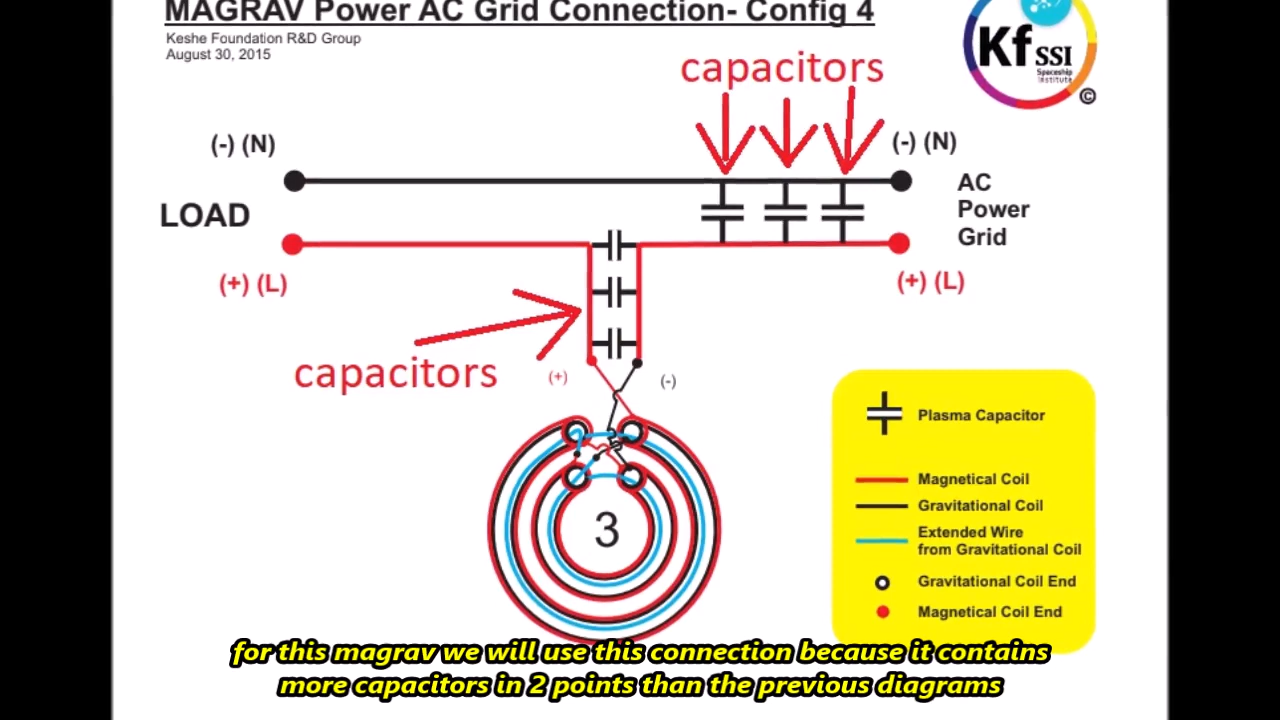 MAGRAV Power AC Grid Connection- Config 4
Keshe Foundation R&D Group
August 30, 2015
Kf SSI
Spaceship
Institute
©
capacitors
(-) (N)
(-) (N)
LOAD
AC
Power
Grid
(+) (L)
(+) (L)
capacitors
(+)
(-)
3
Plasma Capacitor
Magnetical Coil
Gravitational Coil
Extended Wire
from Gravitational Coil
Gravitational Coil End
Magnetical Coil End
for this magrav we will use this connection because it contains
more capacitors in 2 points than the previous diagrams